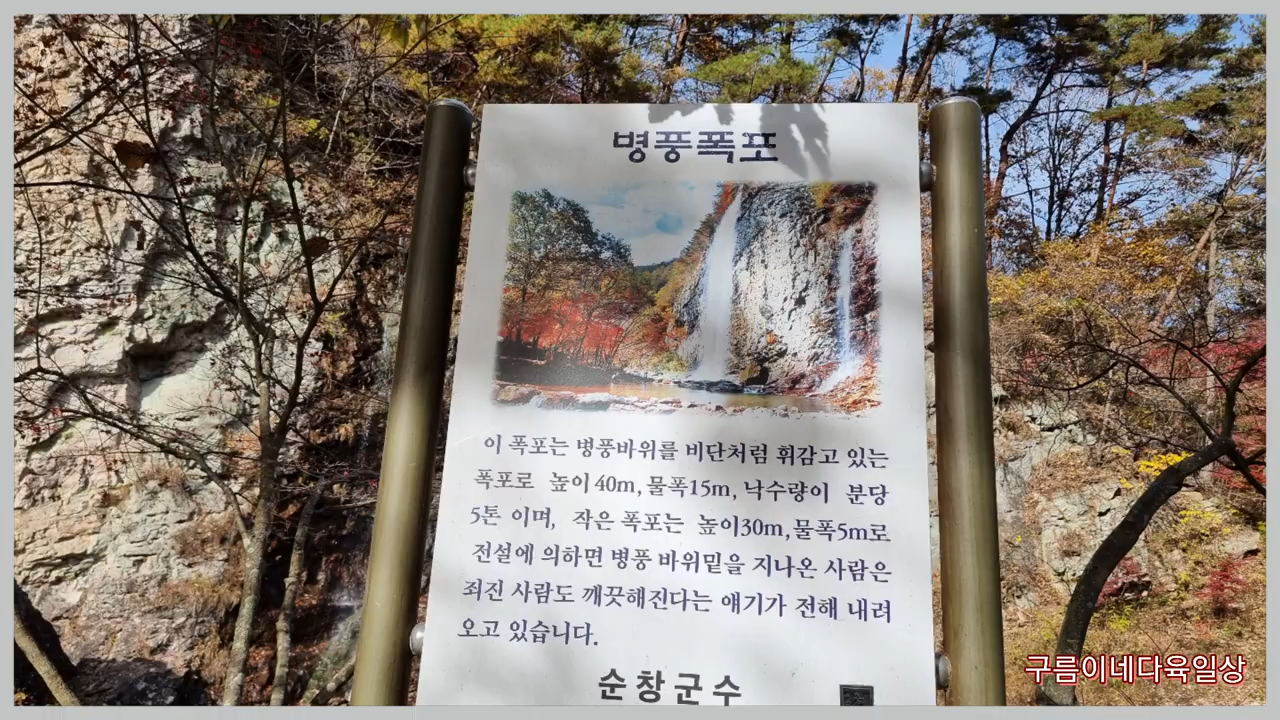 병풍폭포
이 폭포는 병풍바위를 비단처럼 휘감고 있는
폭포로 높이 40m, 물폭15m, 낙수량이 분당
5톤 이며, 작은 폭포는 높이30m, 물폭5m로
전설에 의하면 병풍 바위밑을 지나온 사람은
죄진 사람도 깨끗해진다는 얘기가 전해 내려
오고 있습니다.
순창군수
구름이네다육일상